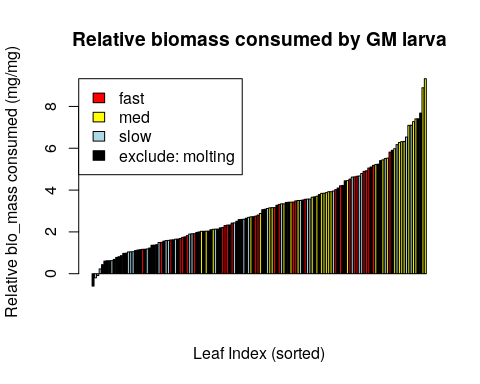 Relative biomass consumed by GM larva
Relative blo_mass consumed (mg/mg)
8
6
4
2
0
fast
med
slow
exclude: molting
Leaf Index (sorted)